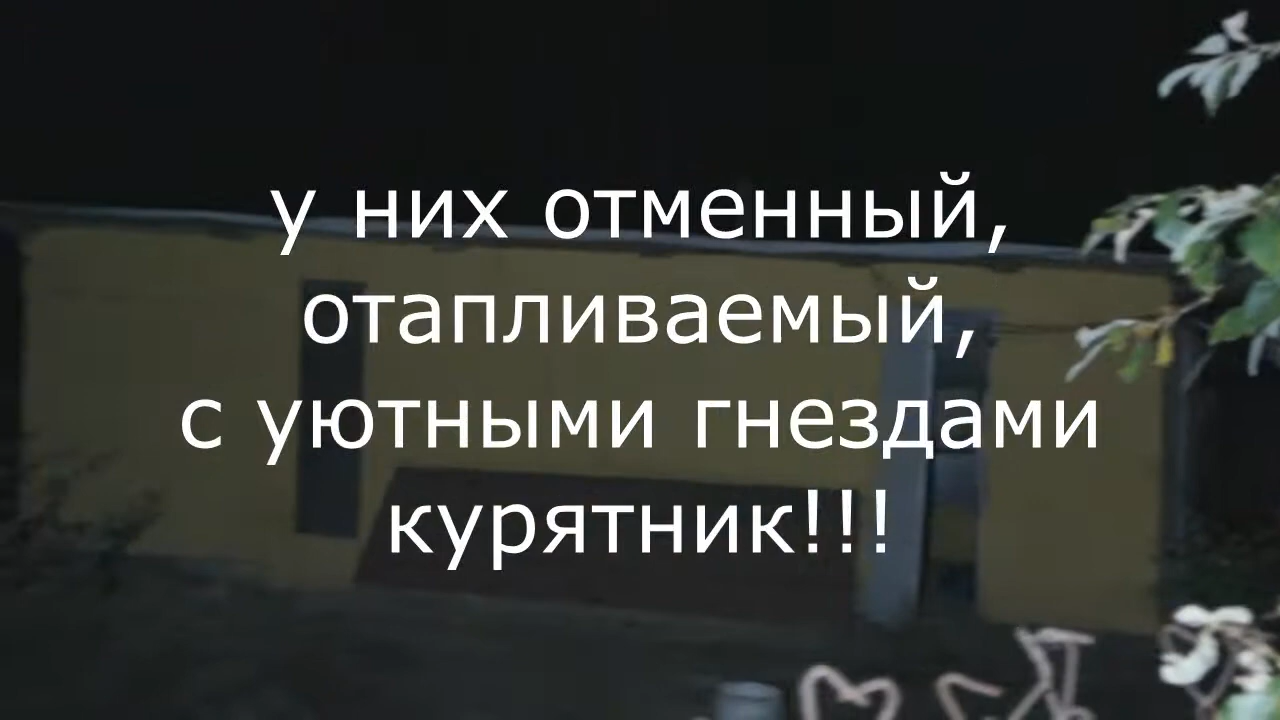 у них отменный,
отапливаемый,
с уютными гнездами
курятник!!!